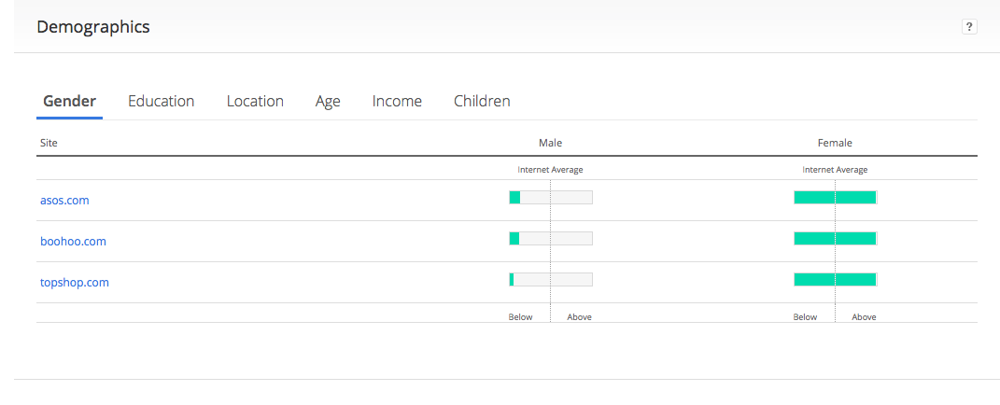 Demographics ?
Gender Education Location Age Income Children
Site Male Female
Internet Average Internet Average
asos.com
boohoo.com
topshop.com
Below Above Below Above